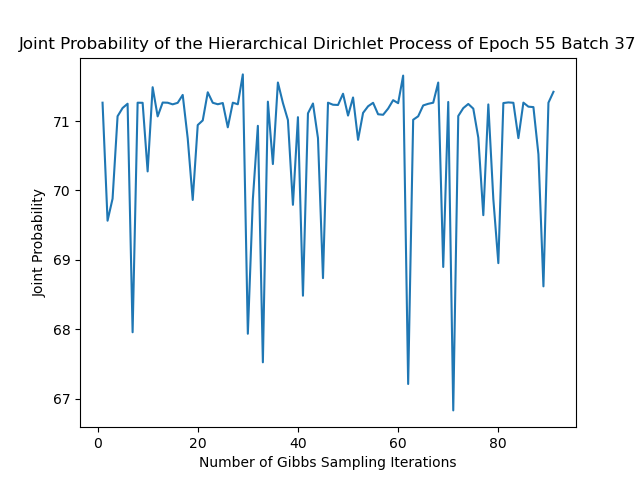 Joint Probability of the Hierarchical Dirichlet Process of Epoch 55 Batch 37
Joint Probability
71
70
69
68
67
0 20 40 60 80
Number of Gibbs Sampling Iterations